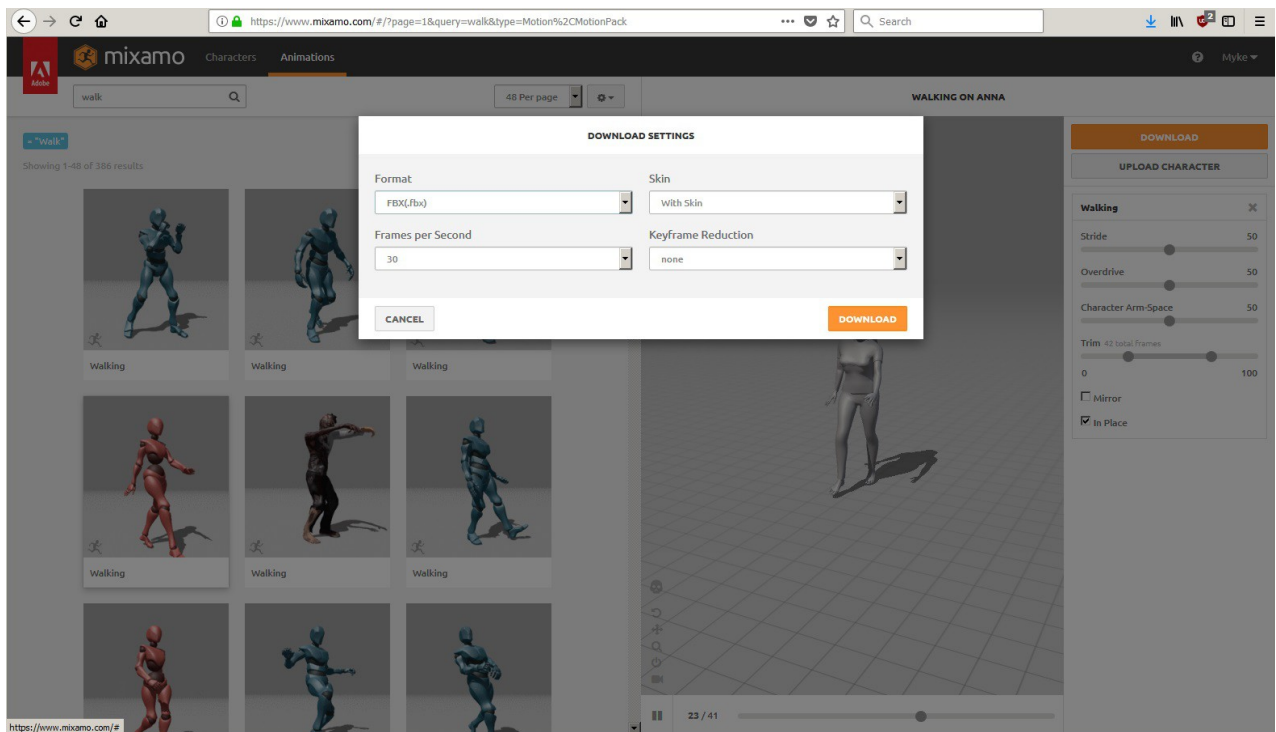 https://www.mixamo.com/#/?page=1&query=walk&type=Motion%2CMotionPack
Search
2
Adobe
mixamo
Characters
Animations
Myke
walk
48 Per page
WALKING ON ANNA
- "Walk"
Showing 1-48 of 386 results
DOWNLOAD SETTINGS
Format
Skin
FBX(.fbx)
With Skin
Frames per Second
Keyframe Reduction
30
none
CANCEL
DOWNLOAD
Walking
Walking
Walking
Walking
Walking
Walking
DOWNLOAD
UPLOAD CHARACTER
Walking
Stride 50
Overdrive 50
Character Arm-Space 50
Trim 42 total frames
0 100
Mirror
In Place
23 / 41
https://www.mixamo.com/#